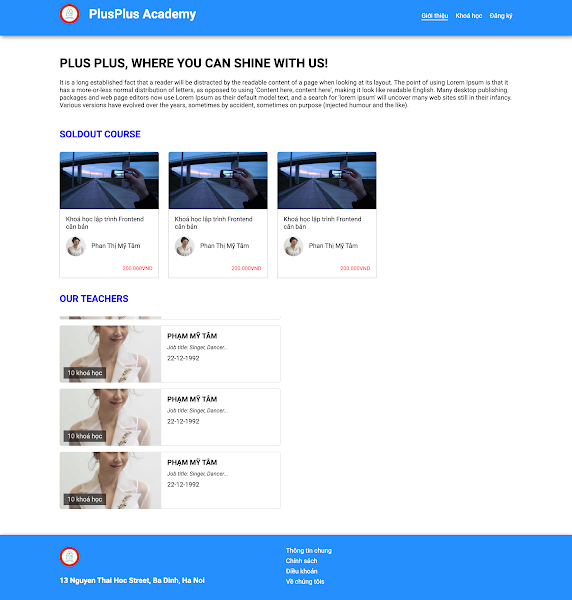 PlusPlus Academy
Giới thiệu Khoá học Đăng ký
PLUS PLUS, WHERE YOU CAN SHINE WITH US!
It is a long established fact that a reader will be distracted by the readable content of a page when looking at its layout. The point of using Lorem Ipsum is that it
has a more-or-less normal distribution of letters, as opposed to using 'Content here, content here', making it look like readable English. Many desktop publishing
packages and web page editors now use Lorem Ipsum as their default model text, and a search for 'lorem ipsum' will uncover many web sites still in their infancy.
Various versions have evolved over the years, sometimes by accident, sometimes on purpose (injected humour and the like).
SOLDOUT COURSE
Khoá học lập trình Frontend
căn bản
Phan Thị Mỹ Tâm
200.000VND
Khoá học lập trình Frontend
căn bản
Phan Thị Mỹ Tâm
200.000VND
Khoá học lập trình Frontend
căn bản
Phan Thị Mỹ Tâm
200.000VND
OUR TEACHERS
PHẠM MỸ TÂM
Job title: Singer, Dancer...
22-12-1992
10 khoá học
PHẠM MỸ TÂM
Job title: Singer, Dancer...
22-12-1992
10 khoá học
PHẠM MỸ TÂM
Job title: Singer, Dancer...
22-12-1992
10 khoá học
13 Nguyen Thai Hoc Street, Ba Dinh, Ha Noi
Thông tin chung
Chính sách
Điều khoản
Về chúng tôis